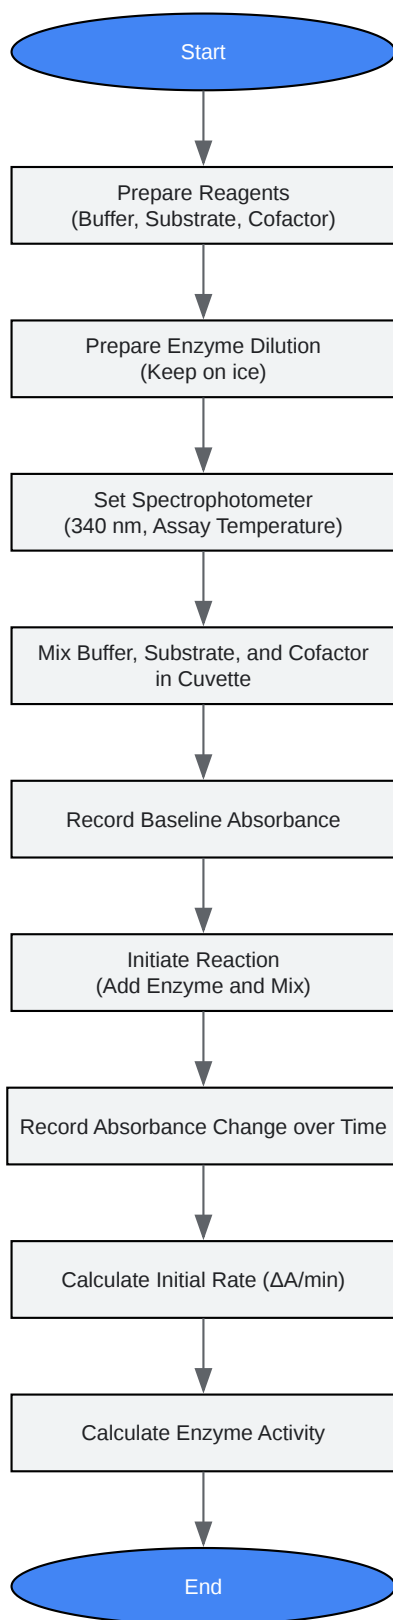 Start
Prepare Reagents
(Buffer, Substrate, Cofactor)
Prepare Enzyme Dilution
(Keep on ice)
Set Spectrophotometer
(340 nm, Assay Temperature)
Mix Buffer, Substrate, and Cofactor
in Cuvette
Record Baseline Absorbance
Initiate Reaction
(Add Enzyme and Mix)
Record Absorbance Change over Time
Calculate Initial Rate (ΔA/min)
Calculate Enzyme Activity
End